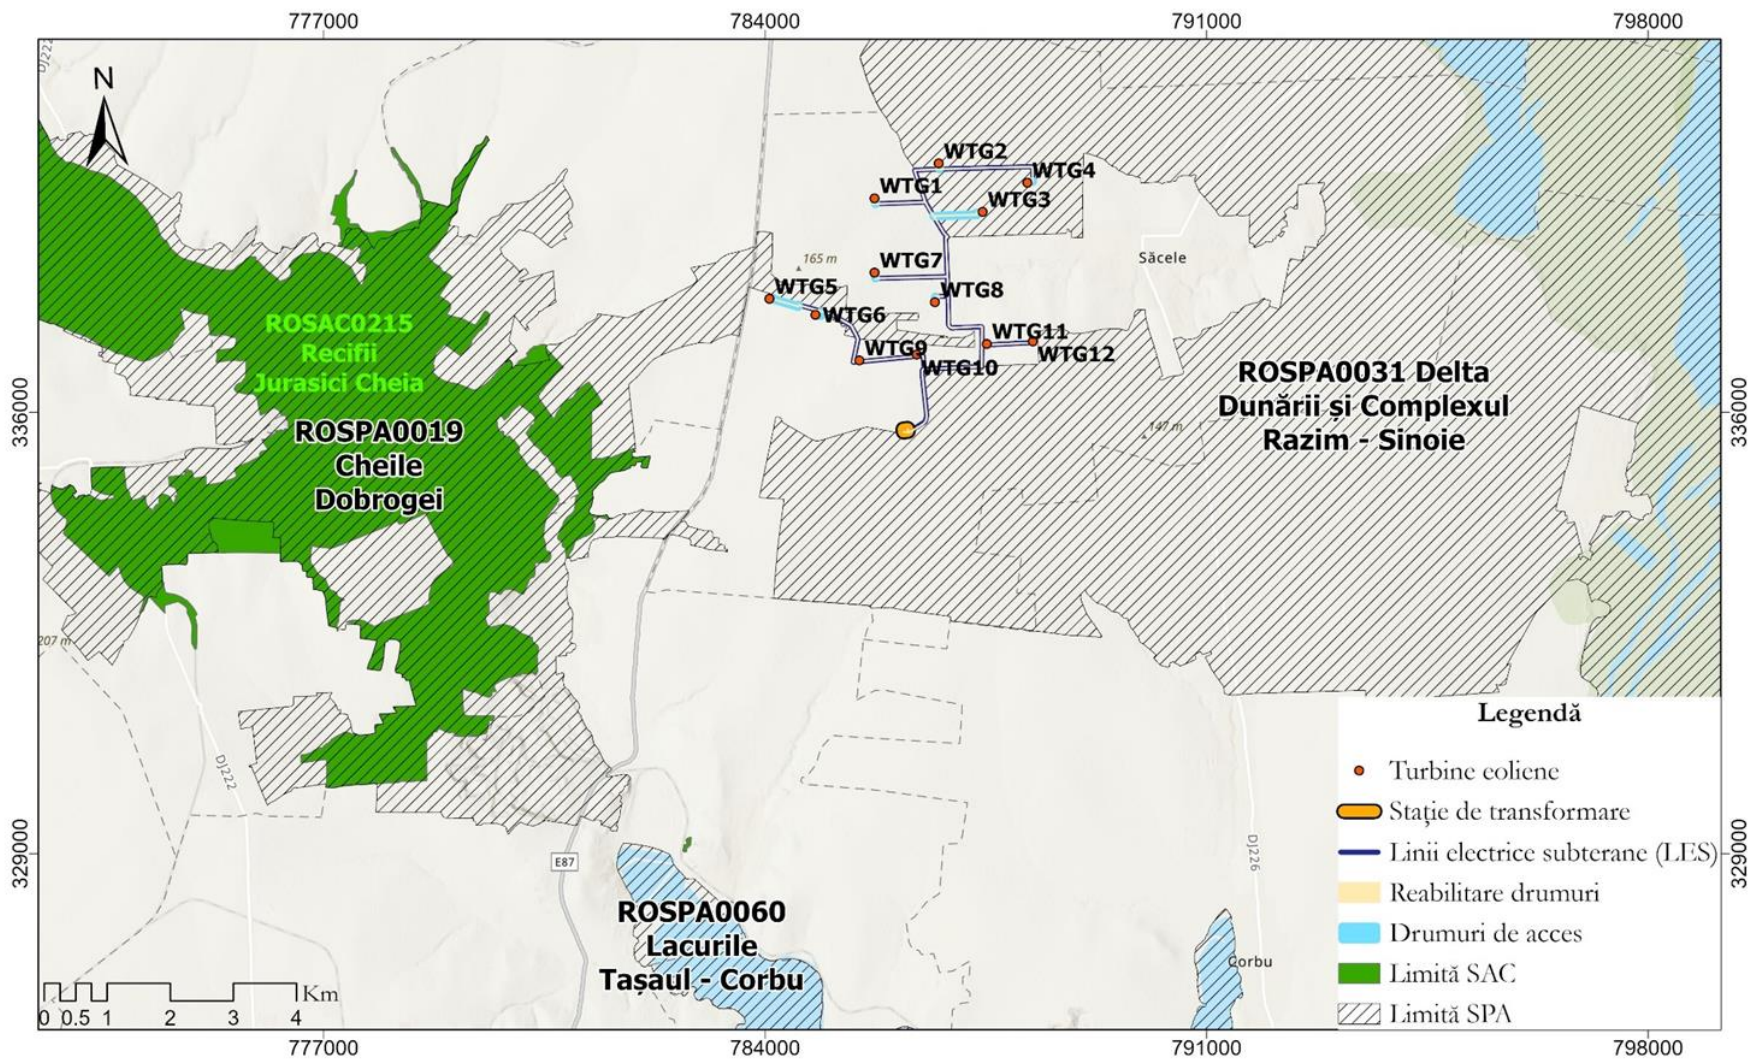 777000
784000
791000
798000
DJ222
N
WTG2
WTG4
WTG1
WTG3
WTG7
165 m
Săcele
WTG5
WTG8
WTG6
WTG11
WTG9
WTG12
WTG10
ROSAC0215
Recifii
Jurasici Cheia
ROSPA0019
Cheile
Dobrogei
ROSPA0031 Delta
Dunării și Complexul
Razim - Sinoie
147 m
336000
336000
207 m
DJ222
Legendă
Turbine eoliene
Stație de transformare
Linii electrice subterane (LES)
Reabilitare drumuri
Drumuri de acces
Limită SAC
Limită SPA
329000
329000
E87
DJ226
ROSPA0060
Lacurile
Tașaul - Corbu
Corbu
Km
0 0.5 1 2 3 4
777000
784000
791000
798000